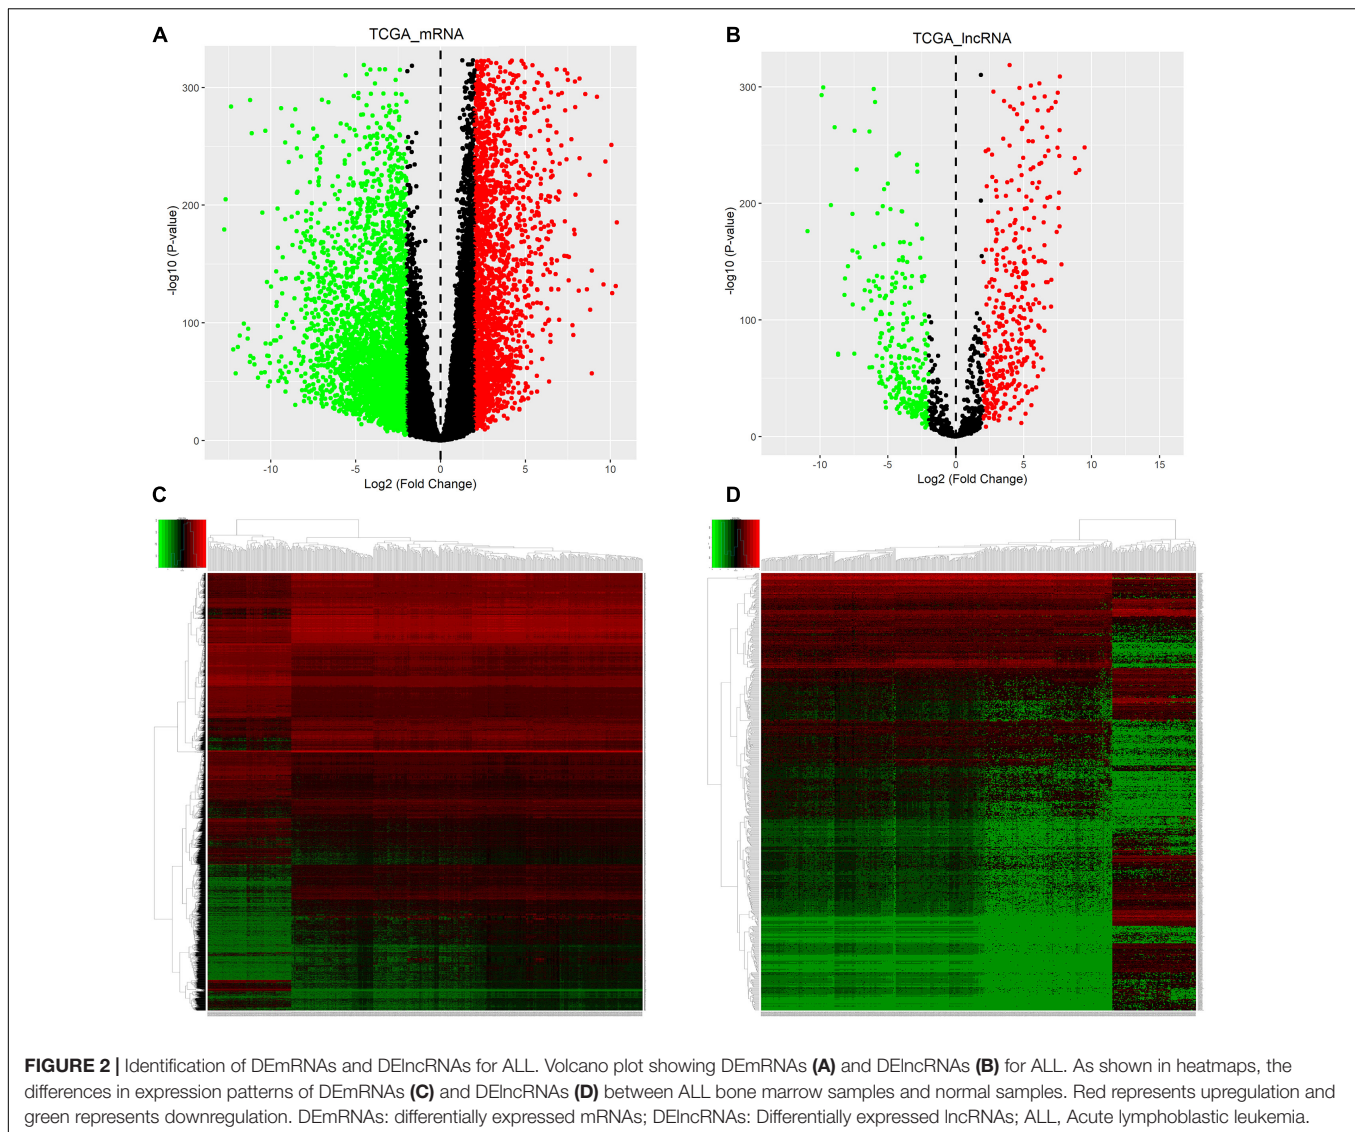 A
TCGA_mRNA
300
200
100
0
-log10 (P-value)
-10
-5
0
5
10
Log2 (Fold Change)
B
TCGA_lncRNA
300
200
100
0
-log10 (P-value)
-10
-5
0
5
10
15
Log2 (Fold Change)
C
D
FIGURE 2 | Identification of DEmRNAs and DElncRNAs for ALL. Volcano plot showing DEmRNAs (A) and DElncRNAs (B) for ALL. As shown in heatmaps, the
differences in expression patterns of DEmRNAs (C) and DElncRNAs (D) between ALL bone marrow samples and normal samples. Red represents upregulation and
green represents downregulation. DEmRNAs: differentially expressed mRNAs; DElncRNAs: Differentially expressed lncRNAs; ALL, Acute lymphoblastic leukemia.